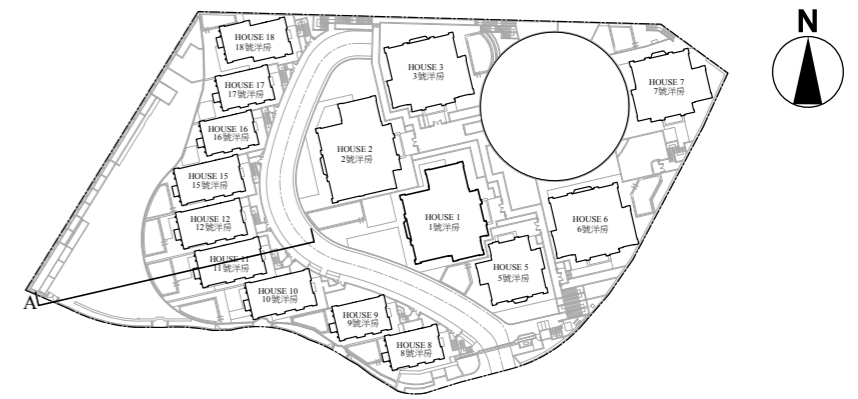 N
HOUSE 18
18號洋房
HOUSE 17
17號洋房
HOUSE 16
16號洋房
HOUSE 15
15號洋房
HOUSE 12
12號洋房
HOUSE 11
11號洋房
HOUSE 10
10號洋房
HOUSE 9
9號洋房
HOUSE 8
8號洋房
HOUSE 3
3號洋房
HOUSE 2
2號洋房
HOUSE 1
1號洋房
HOUSE 5
5號洋房
HOUSE 6
6號洋房
HOUSE 7
7號洋房
A